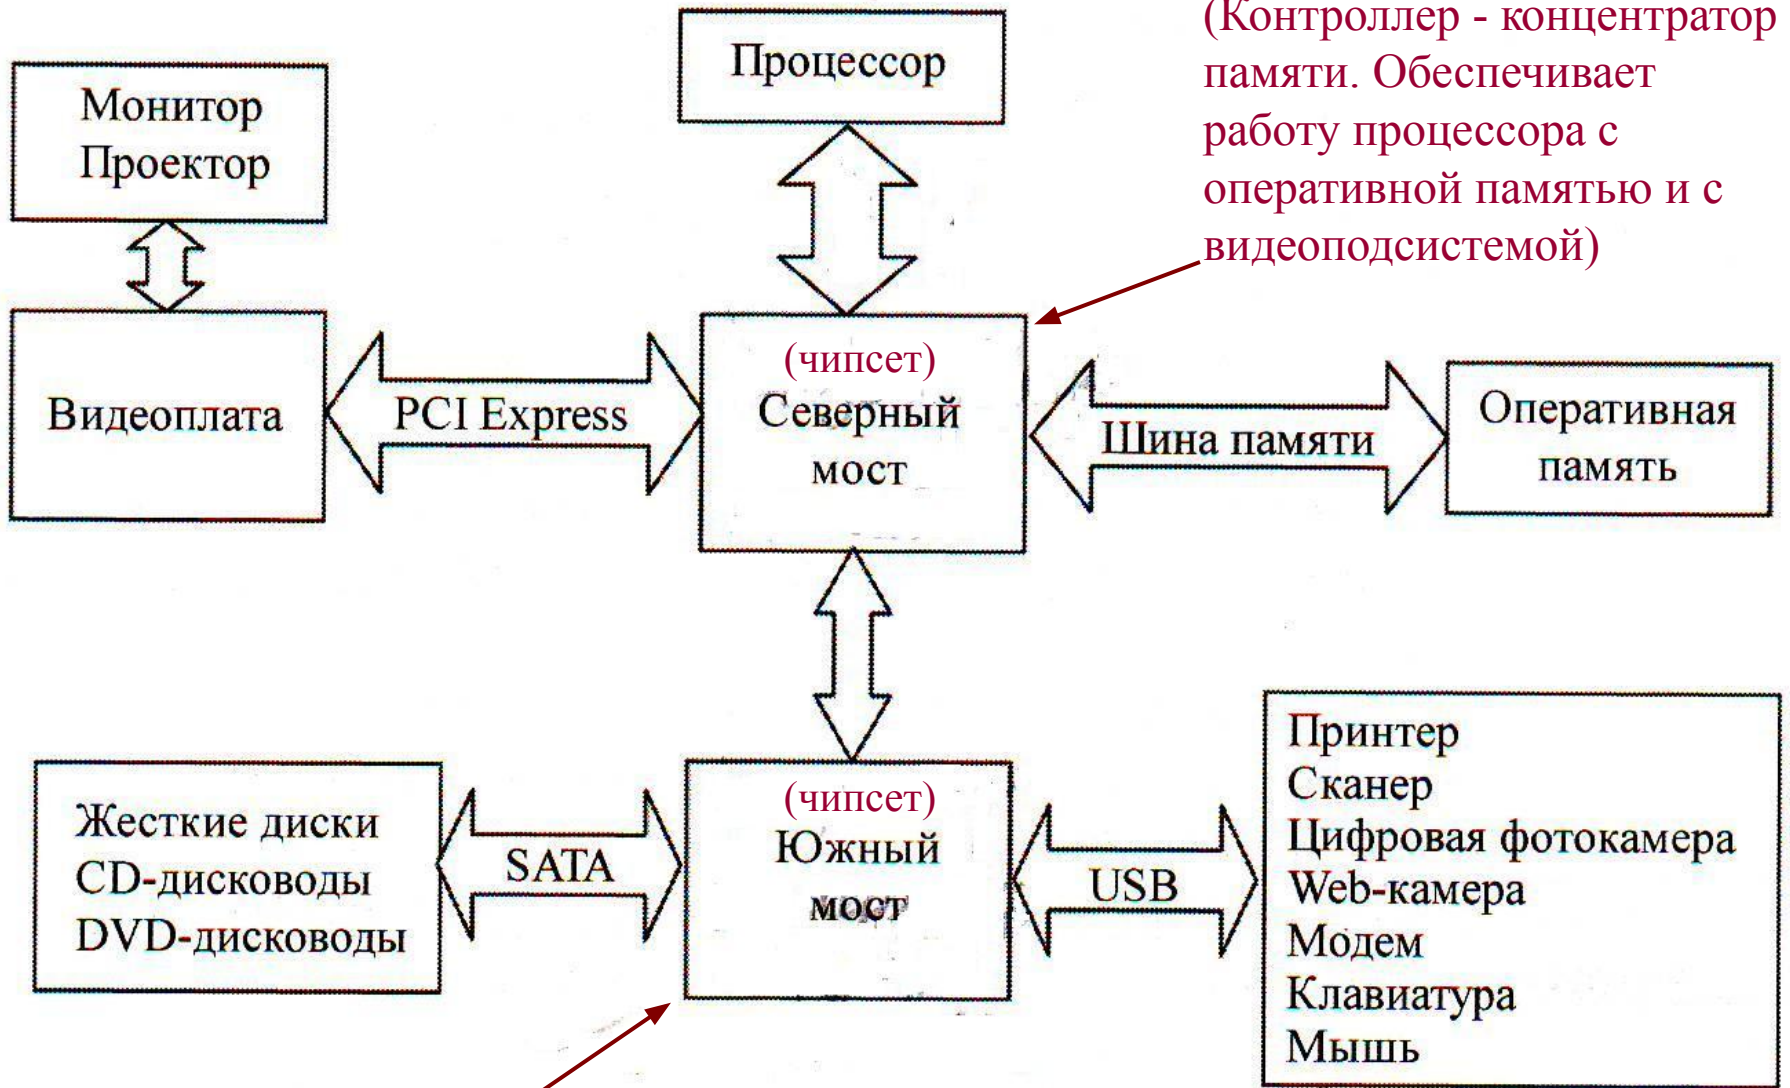 (Контроллер - концентратор
памяти. Обеспечивает
работу процессора с
оперативной памятью и с
видеоподсистемой)
Процессор
Монитор
Проектор
Видеоплата
PCI Express
(чипсет)
Северный
мост
Шина памяти
Оперативная
память
Жесткие диски
CD-дисководы
DVD-дисководы
SATA
(чипсет)
Южный
мост
USB
Принтер
Сканер
Цифровая фотокамера
Web-камера
Модем
Клавиатура
Мышь